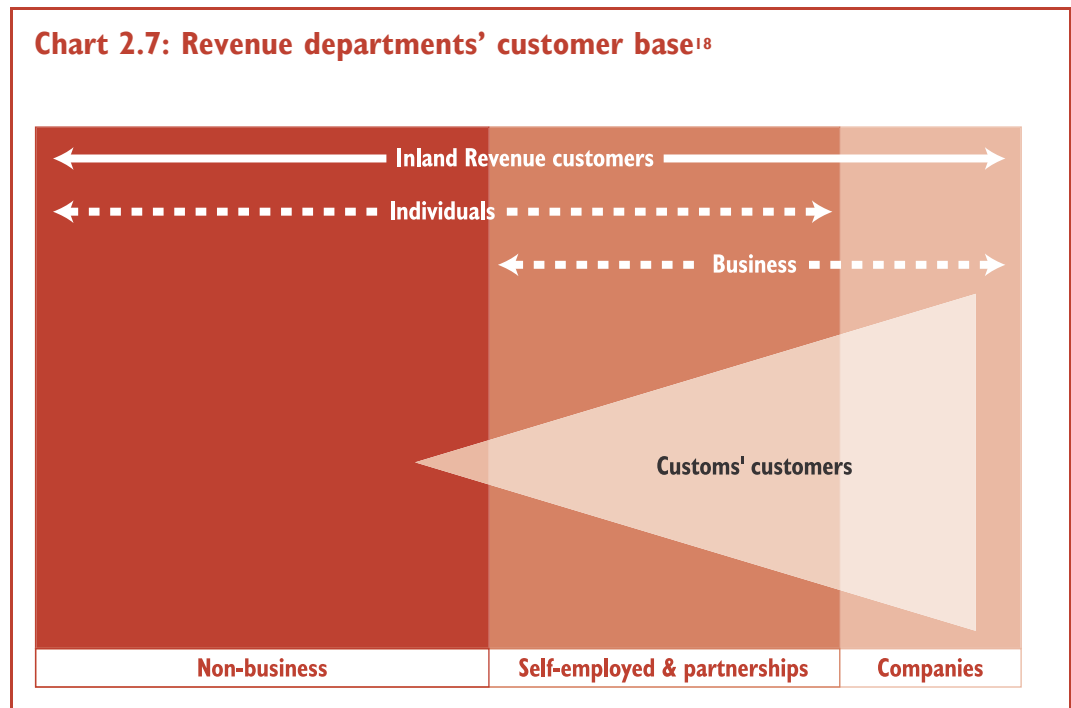 Chart 2.7: Revenue departments’ customer base18
Inland Revenue customers
Individuals
Business
Customs' customers
Non-business
Self-employed & partnerships
Companies